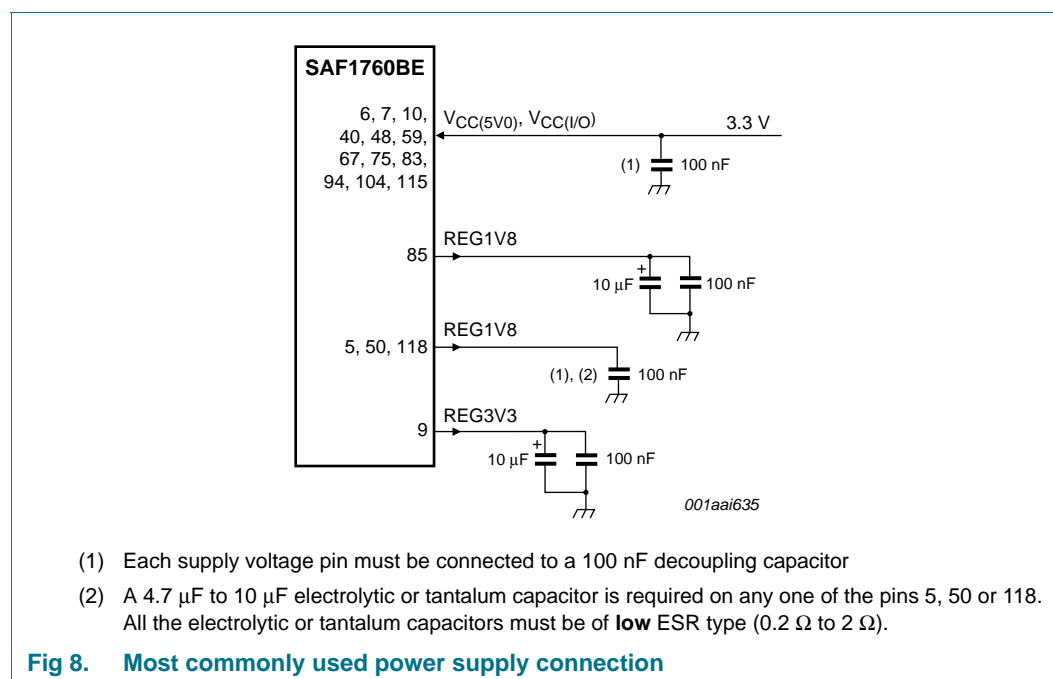 SAF1760BE
6, 7, 10,
40, 48, 59,
67, 75, 83,
94, 104, 115
VCC(5V0), VCC(I/O)
3.3 V
(1)
100 nF
85
REG1V8
+
10 μF
100 nF
5, 50, 118
REG1V8
(1), (2)
100 nF
9
REG3V3
+
10 μF
100 nF
001aai635
(1) Each supply voltage pin must be connected to a 100 nF decoupling capacitor
(2) A 4.7 μF to 10 μF electrolytic or tantalum capacitor is required on any one of the pins 5, 50 or 118.
All the electrolytic or tantalum capacitors must be of low ESR type (0.2 Ω to 2 Ω).
Fig 8. Most commonly used power supply connection